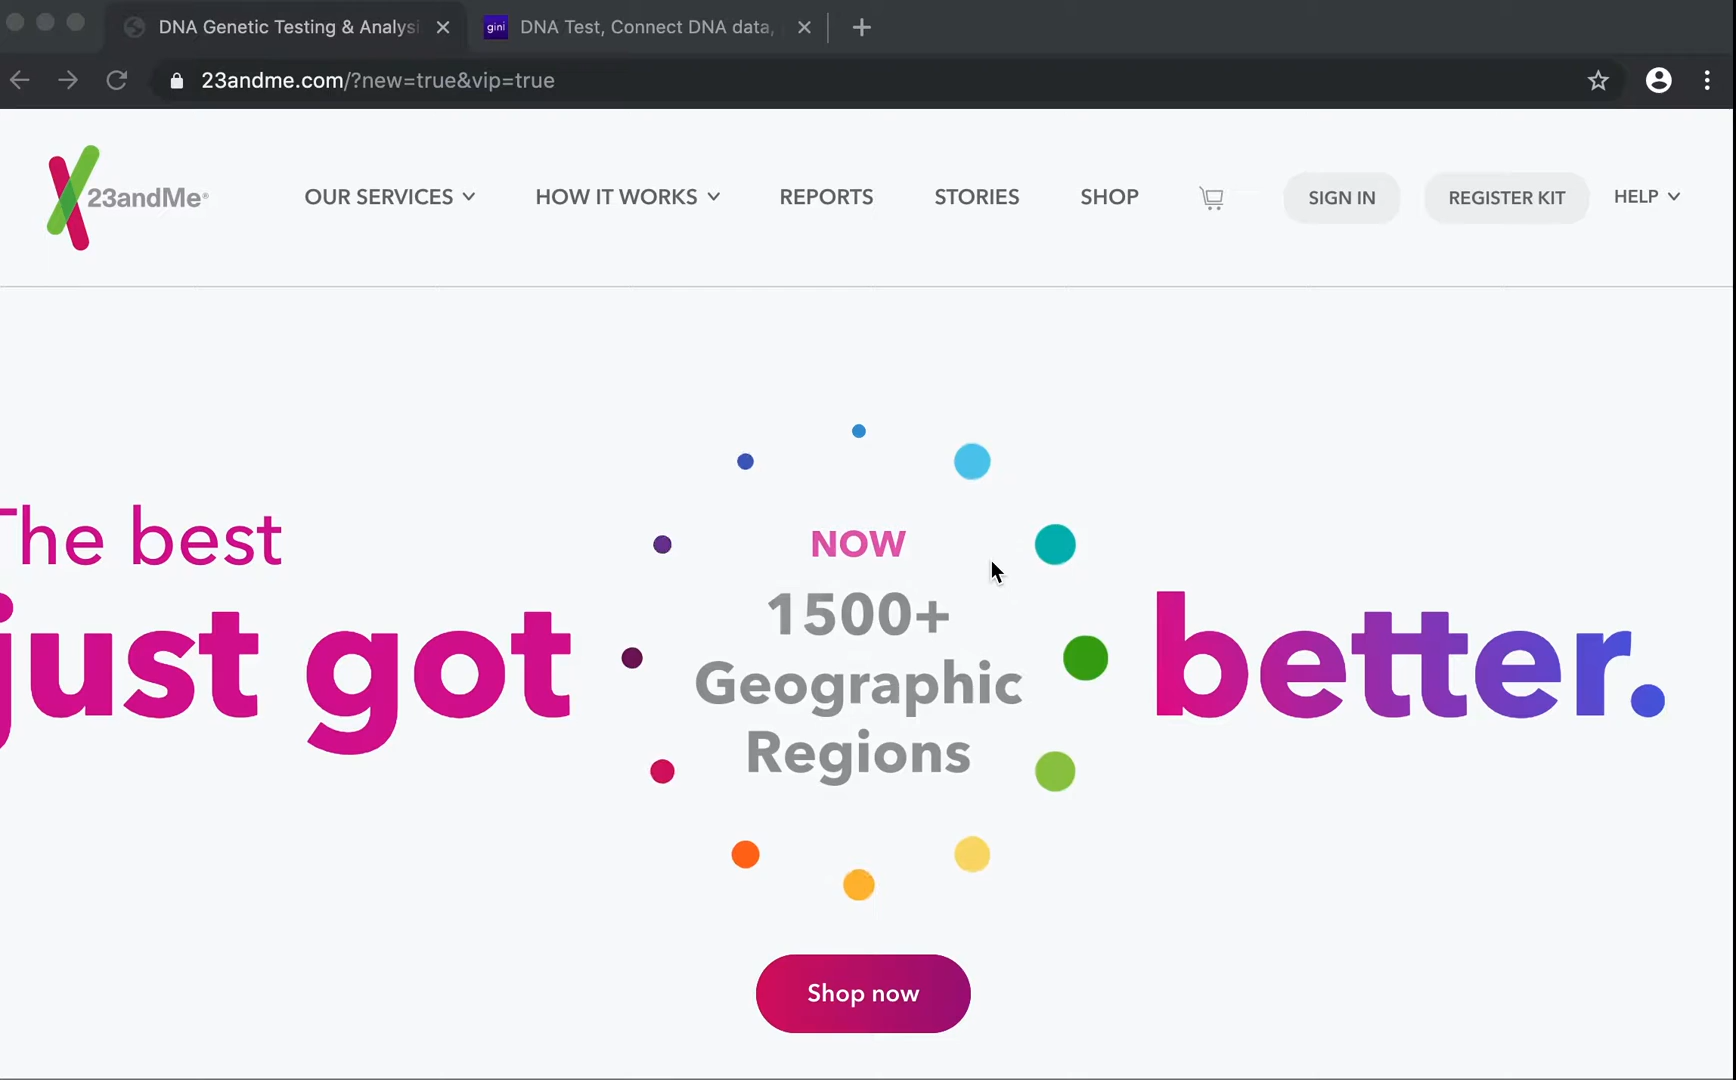 DNA Genetic Testing & Analysi
gini
DNA Test, Connect DNA data,
23andme.com/?new=true&vip=true
23andMe®
OUR SERVICES
HOW IT WORKS
REPORTS
STORIES
SHOP
SIGN IN
REGISTER KIT
HELP
The best
just got
NOW
1500+
Geographic
Regions
better.
Shop now